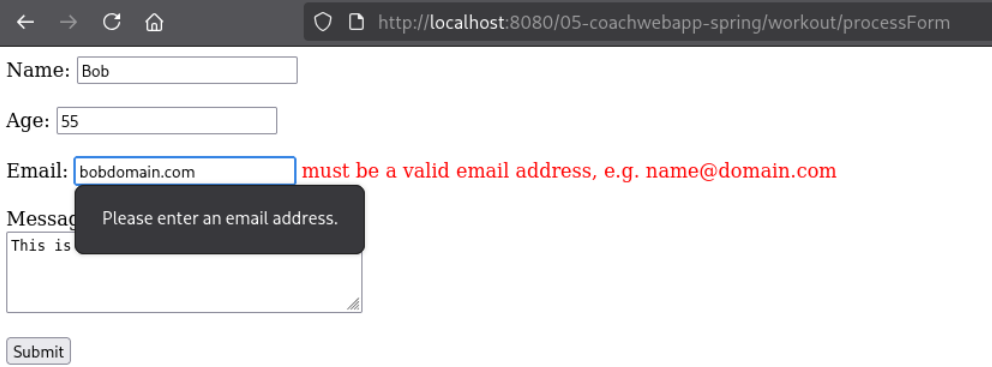 http://localhost:8080/05-coachwebapp-spring/workout/processForm
Name: Bob
Age: 55
Email: bobdomain.com must be a valid email address, e.g. name@domain.com
Please enter an email address.
This is
Submit